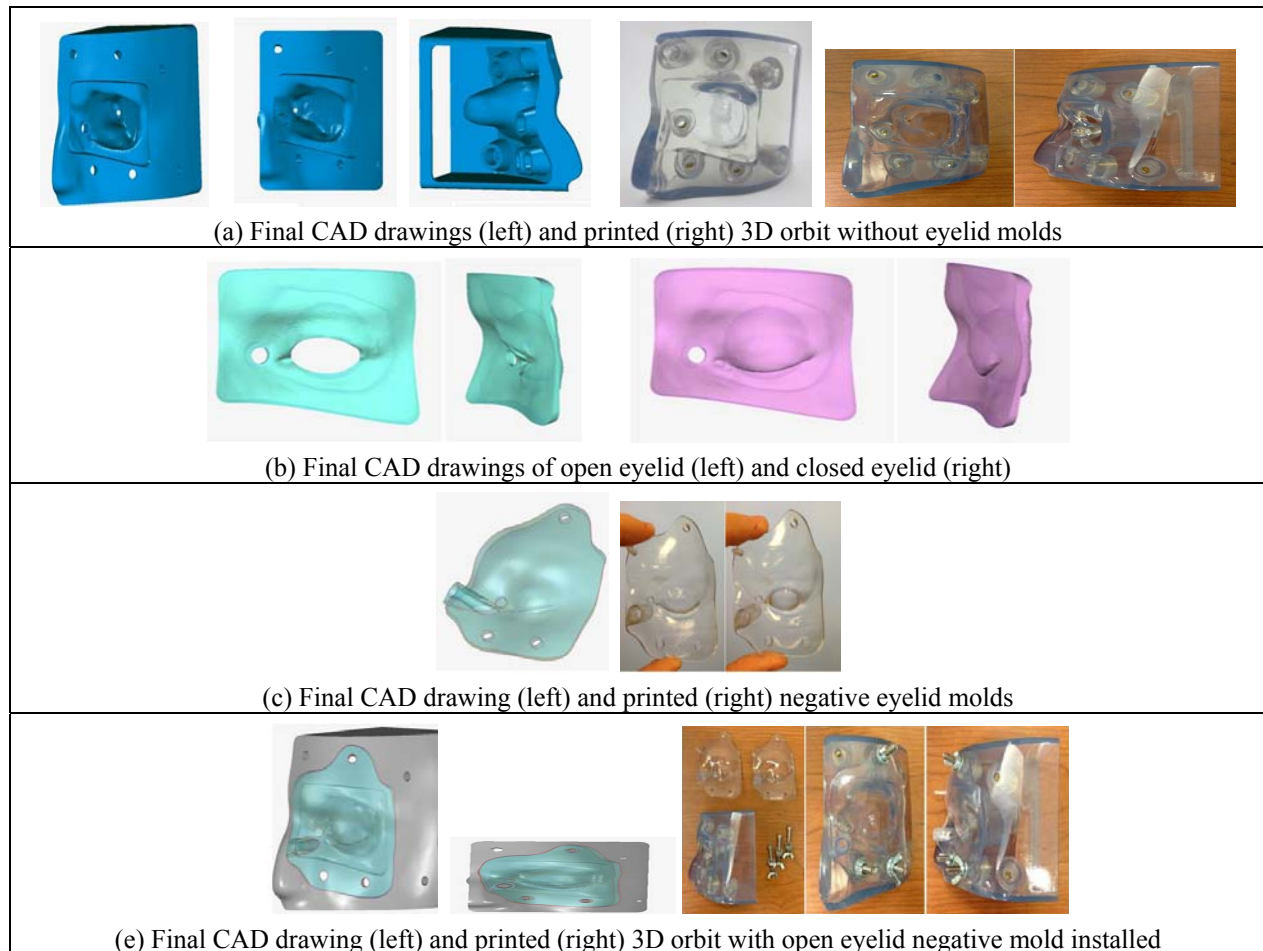 (a) Final CAD drawings (left) and printed (right) 3D orbit without eyelid molds
(b) Final CAD drawings of open eyelid (left) and closed eyelid (right)
(c) Final CAD drawing (left) and printed (right) negative eyelid molds
(e) Final CAD drawing (left) and printed (right) 3D orbit with open eyelid negative mold installed